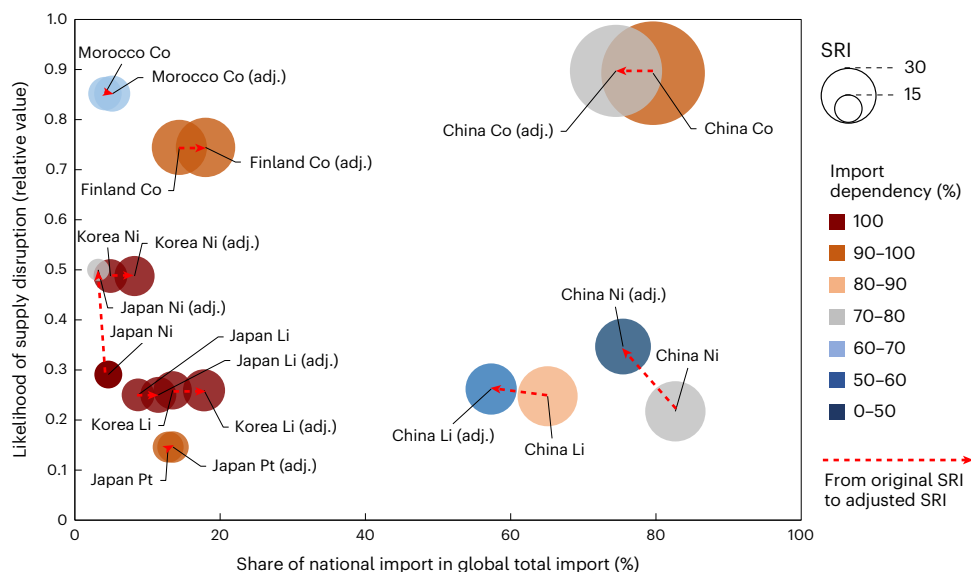 Likelihood of supply disruption (relative value)
1.0
0.9
0.8
0.7
0.6
0.5
0.4
0.3
0.2
0.1
0
0
20
40
60
80
100
Share of national import in global total import (%)
Morocco Co
Morocco Co (adj.)
Finland Co
Finland Co (adj.)
China Co (adj.)
China Co
Korea Ni
Korea Ni (adj.)
Japan Ni (adj.)
Japan Ni
Japan Li
Japan Li (adj.)
Korea Li
Korea Li (adj.)
Japan Pt
Japan Pt (adj.)
China Ni (adj.)
China Ni
China Li (adj.)
China Li
SRI
30
15
Import
dependency (%)
100
90–100
80–90
70–80
60–70
50–60
0–50
From original SRI
to adjusted SRI